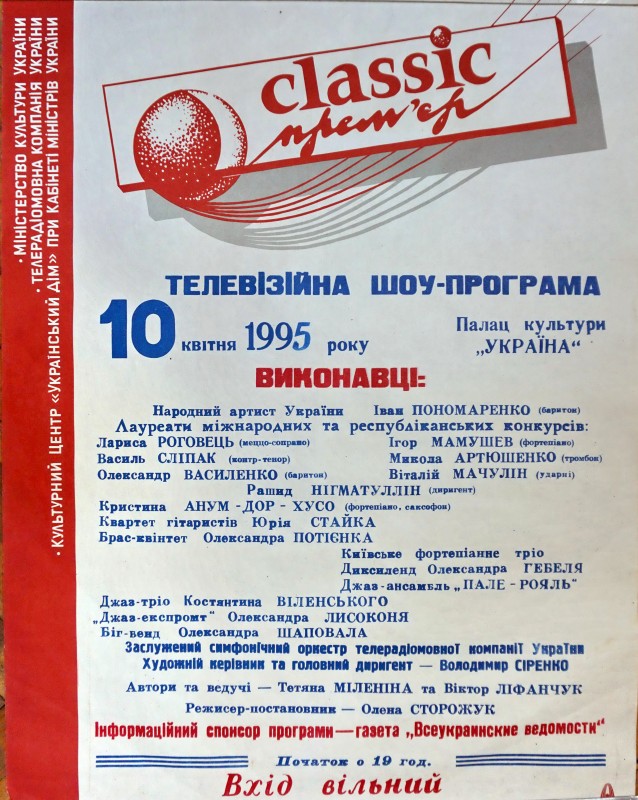 · МІНІСТЕРСТВО КУЛЬТУРИ УКРАЇНИ
· ТЕЛЕРАДІОМОВНА КОМПАНІЯ УКРАЇНИ
· КУЛЬТУРНИЙ ЦЕНТР «УКРАЇНСЬКИЙ ДІМ» ПРИ КАБІНЕТІ МІНІСТРІВ УКРАЇНИ
classic
прем'єр
ТЕЛЕВІЗІЙНА ШОУ-ПРОГРАМА
10 квітня 1995 року
Палац культури
„УКРАЇНА“
ВИКОНАВЦІ:
Народний артист України Іван ПОНОМАРЕНКО (баритон)
Лауреати міжнародних та республіканських конкурсів:
Лариса РОГОВЕЦЬ (меццо-сопрано) Ігор МАМУШЕВ (фортепіано)
Василь СЛІПАК (контр-тенор) Микола АРТЮШЕНКО (тромбон)
Олександр ВАСИЛЕНКО (баритон) Віталій МАЧУЛІН (ударні)
Рашид НІГМАТУЛЛІН (диригент)
Кристина АНУМ - ДОР - ХУСО (фортепіано, саксофон)
Квартет гітаристів Юрія СТАЙКА
Брас-квінтет Олександра ПОТІЄНКА
Київське фортепіанне тріо
Диксиленд Олександра ГЕБЕЛЯ
Джаз-ансамбль „ПАЛЕ - РОЯЛЬ"
Джаз-тріо Костянтина ВІЛЕНСЬКОГО
„Джаз-експромт" Олександра ЛИСОКОНЯ
Біг-венд Олександра ШАПОВАЛА
Заслужений симфонічний оркестр телерадіомовної компанії України
Художній керівник та головний диригент — Володимир СІРЕНКО
Автори та ведучі — Тетяна МІЛЕНІНА та Віктор ЛІФАНЧУК
Режисер-постановник — Олена СТОРОЖУК
Інформаційний спонсор програми — газета „Всеукраинские ведомости"
Початок о 19 год.
Вхід вільний